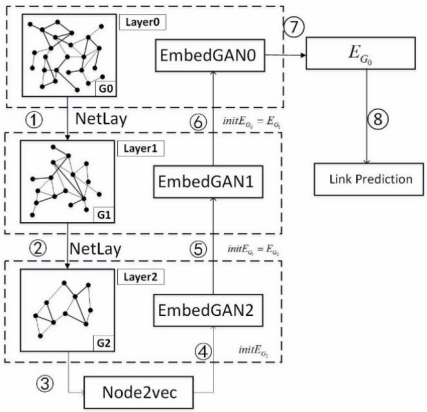 Layer0
⑦
EmbedGAN0
E_{G_0}
G0
① NetLay
⑥ initE_{G_0} = E_{G_1}
⑧
Layer1
EmbedGAN1
Link Prediction
G1
② NetLay
⑤ initE_{G_1} = E_{G_2}
Layer2
EmbedGAN2
G2
④ initE_{G_2}
③
Node2vec